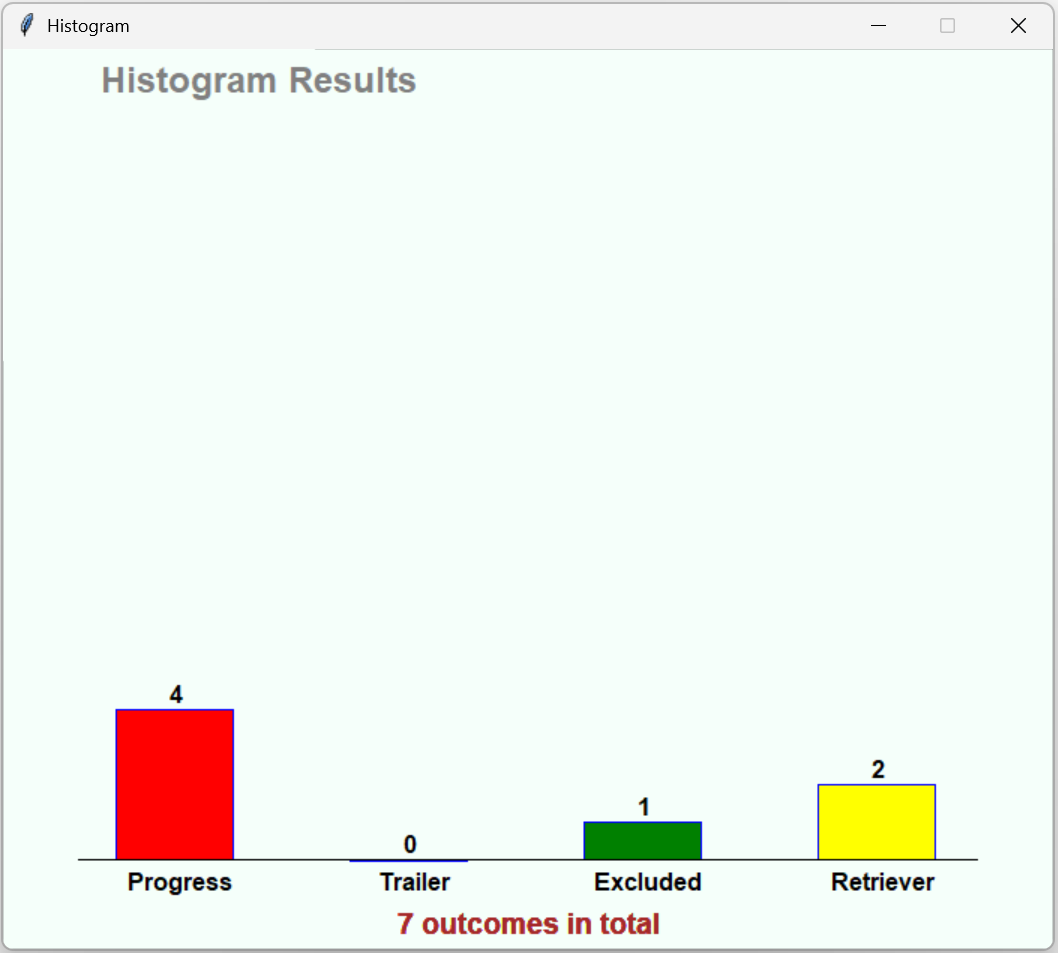 Histogram
Histogram Results
4
0
1
2
Progress Trailer Excluded Retriever
7 outcomes in total